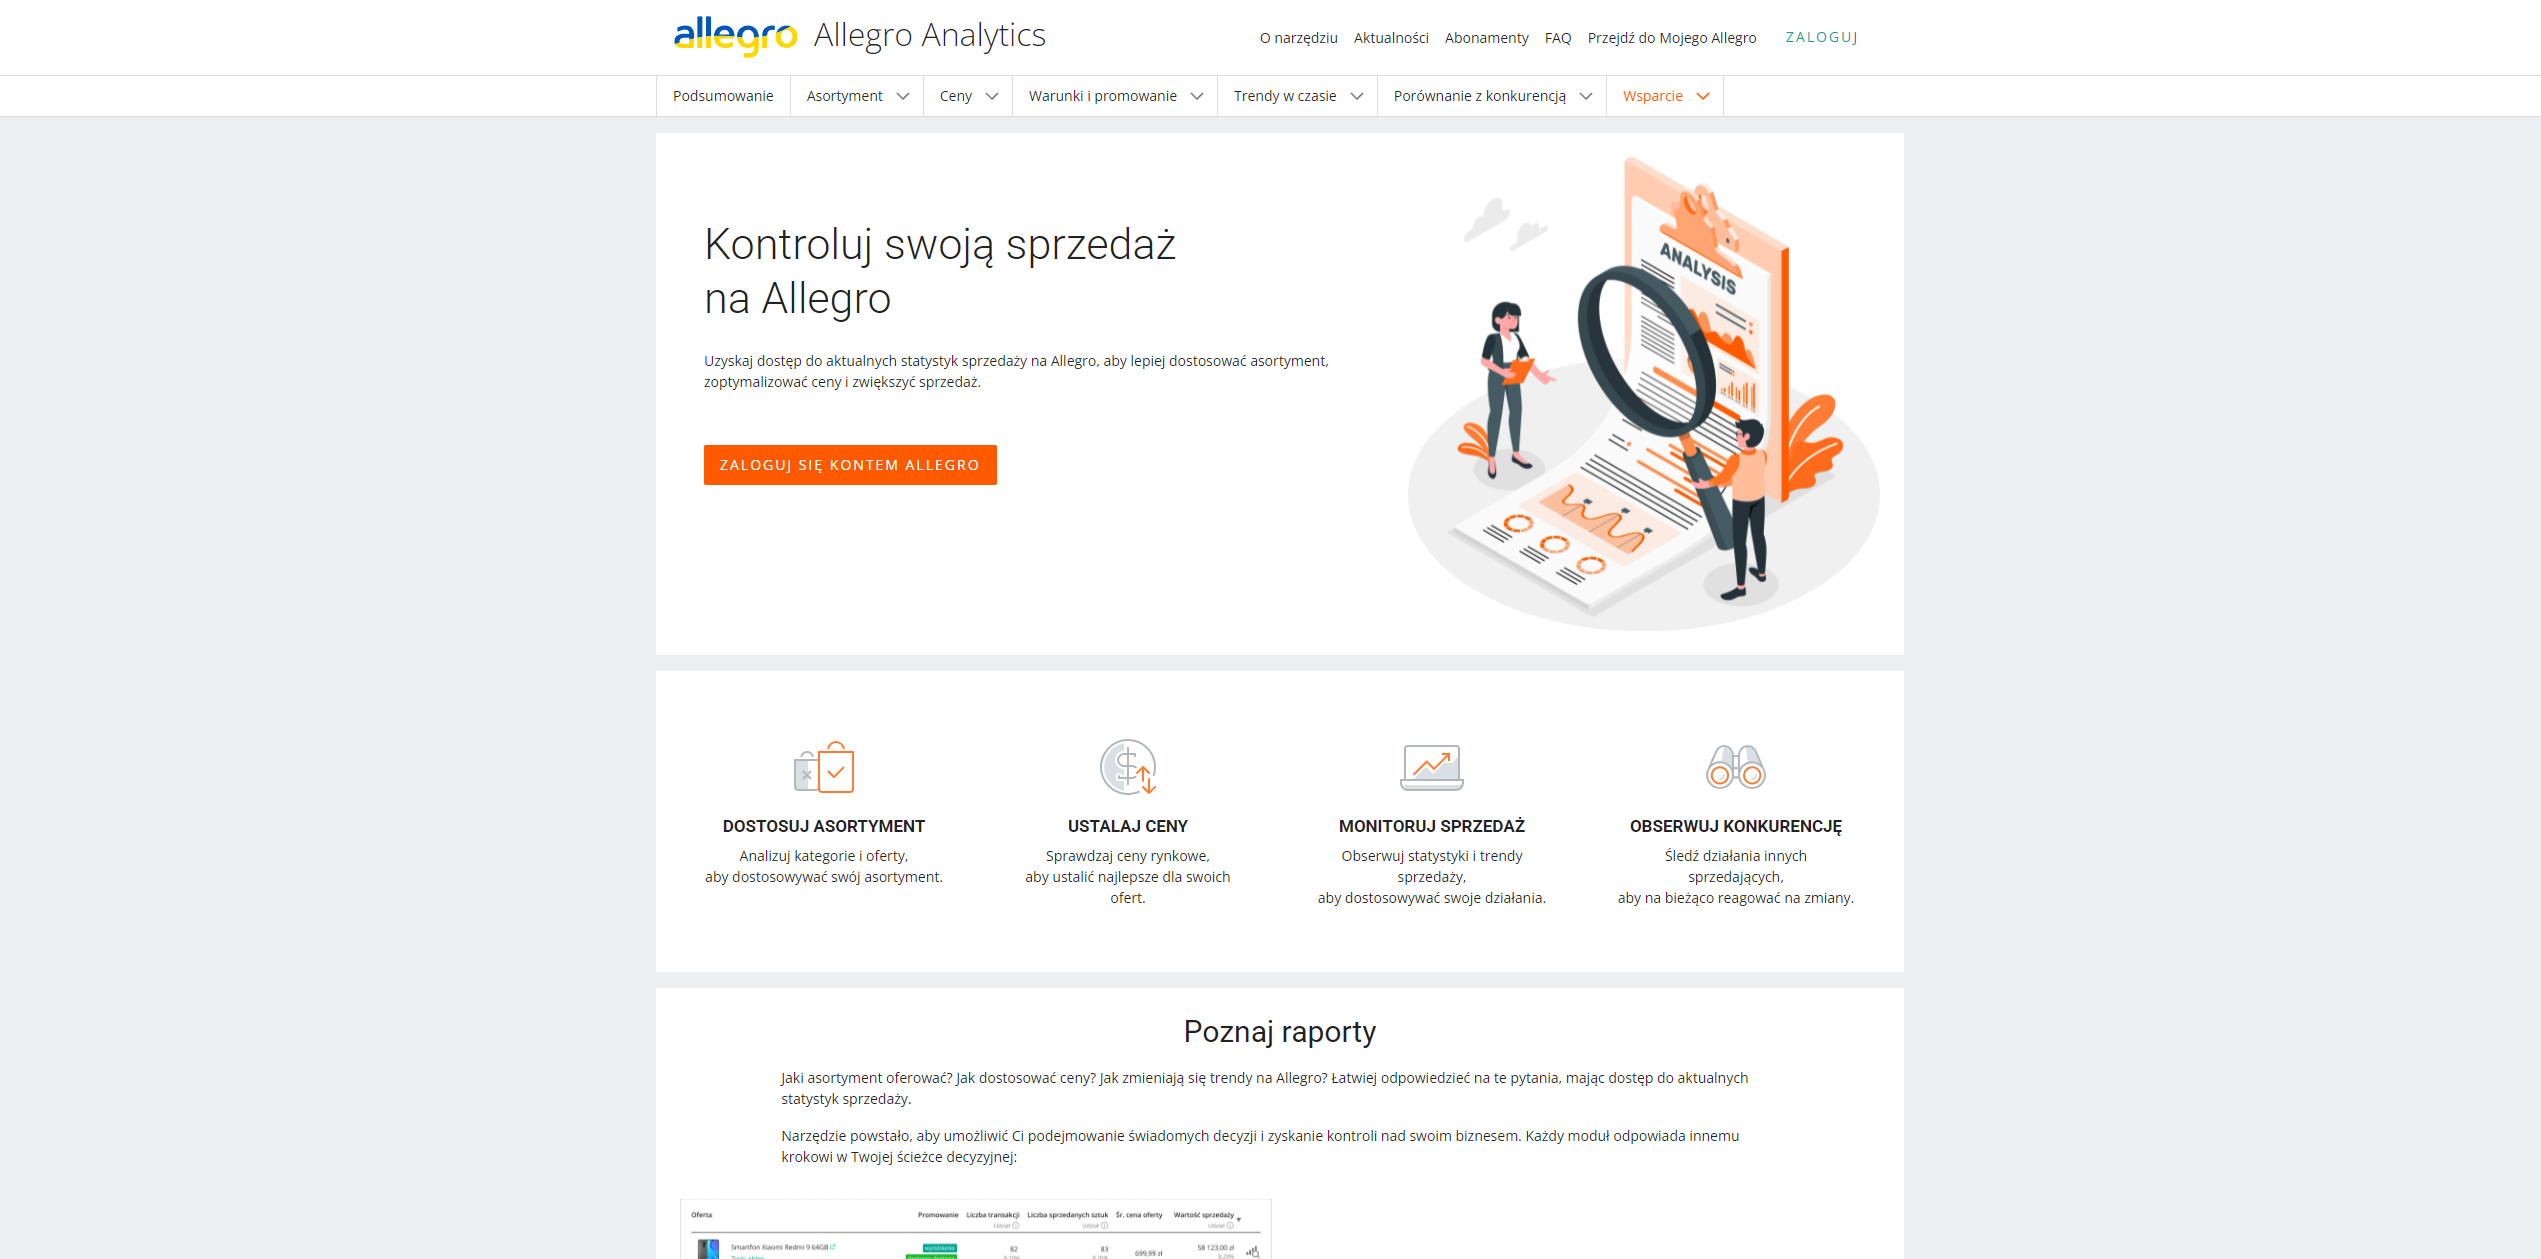 allegro Allegro Analytics
O narzędziu Aktualności Abonamenty FAQ Przejdź do Mojego Allegro ZALOGUJ
Podsumowanie Asortyment Ceny Warunki i promowanie Trendy w czasie Porównanie z konkurencją Wsparcie
Kontroluj swoją sprzedaż
na Allegro
Uzyskaj dostęp do aktualnych statystyk sprzedaży na Allegro, aby lepiej dostosować asortyment,
zoptymalizować ceny i zwiększyć sprzedaż.
ZALOGUJ SIĘ KONTEM ALLEGRO
ANALYSIS
DOSTOSUJ ASORTYMENT
Analizuj kategorie i oferty,
aby dostosowywać swój asortyment.
USTALAJ CENY
Sprawdzaj ceny rynkowe,
aby ustalić najlepsze dla swoich
ofert.
MONITORUJ SPRZEDAŻ
Obserwuj statystyki i trendy
sprzedaży,
aby dostosowywać swoje działania.
OBSERWUJ KONKURENCJĘ
Śledź działania innych
sprzedających,
aby na bieżąco reagować na zmiany.
Poznaj raporty
Jaki asortyment oferować? Jak dostosować ceny? Jak zmieniają się trendy na Allegro? Łatwiej odpowiedzieć na te pytania, mając dostęp do aktualnych
statystyk sprzedaży.
Narzędzie powstało, aby umożliwić Ci podejmowanie świadomych decyzji i zyskanie kontroli nad swoim biznesem. Każdy moduł odpowiada innemu
krokowi w Twojej ścieżce decyzyjnej:
Oferta Promowanie Liczba transakcji Liczba sprzedanych sztuk Śr. cena oferty Wartość sprzedaży
Udział Udział Udział
Smartfon Xiaomi Redmi 9 64GB 82 83 699,99 zł 58 123,00 zł